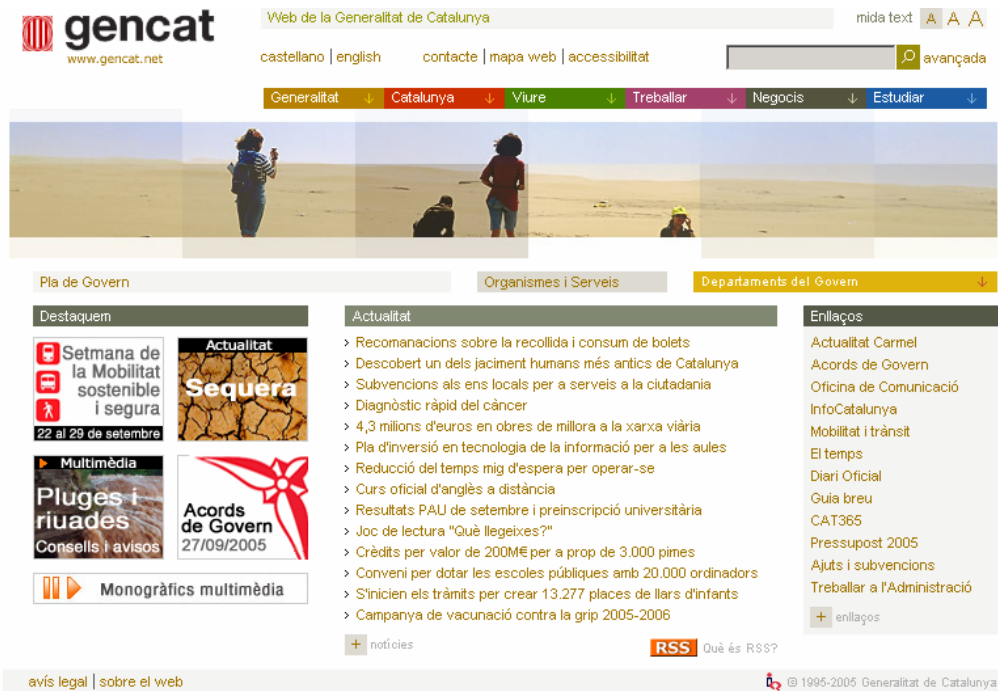 gencat
www.gencat.net
Web de la Generalitat de Catalunya
mida text A A A
castellano | english contacte | mapa web | accessibilitat
avançada
Generalitat Catalunya Viure Treballar Negocis Estudiar
Pla de Govern
Organismes i Serveis
Departaments del Govern
Destaquem
Setmana de
la Mobilitat
sostenible
i segura
22 al 29 de setembre
Actualitat
Sequera
Multimèdia
Pluges i
riuades
Consells i avisos
Acords
de Govern
27/09/2005
Monogràfics multimèdia
Actualitat
Recomanacions sobre la recollida i consum de bolets
Descobert un dels jaciment humans més antics de Catalunya
Subvencions als ens locals per a serveis a la ciutadania
Diagnòstic ràpid del càncer
4,3 milions d'euros en obres de millora a la xarxa viària
Pla d'inversió en tecnologia de la informació per a les aules
Reducció del temps mig d'espera per operar-se
Curs oficial d'anglès a distància
Resultats PAU de setembre i preinscripció universitària
Joc de lectura "Què llegeixes?"
Crèdits per valor de 200M€ per a prop de 3.000 pimes
Conveni per dotar les escoles públiques amb 20.000 ordinadors
S'inicien els tràmits per crear 13.277 places de llars d'infants
Campanya de vacunació contra la grip 2005-2006
+ notícies
RSS Què és RSS?
Enllaços
Actualitat Carmel
Acords de Govern
Oficina de Comunicació
InfoCatalunya
Mobilitat i trànsit
El temps
Diari Oficial
Guia breu
CAT365
Pressupost 2005
Ajuts i subvencions
Treballar a l'Administració
+ enllaços
avís legal | sobre el web
© 1995-2005 Generalitat de Catalunya